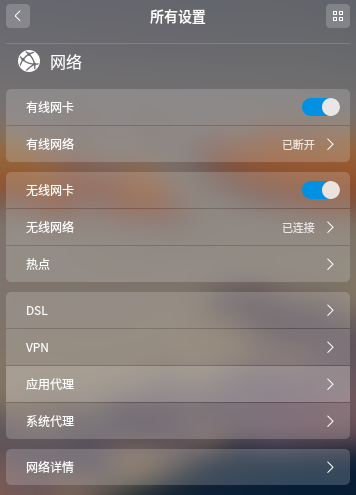 所有设置
网络
有线网卡
有线网络 已断开
无线网卡
无线网络 已连接
热点
DSL
VPN
应用代理
系统代理
网络详情